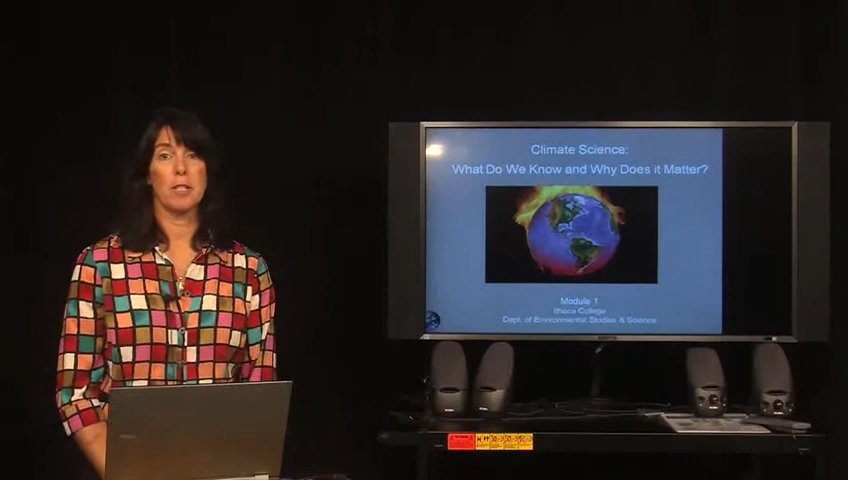 Climate Science:
What Do We Know and Why Does it Matter?
Module 1
Ithaca College
Dept. of Environmental Studies & Science